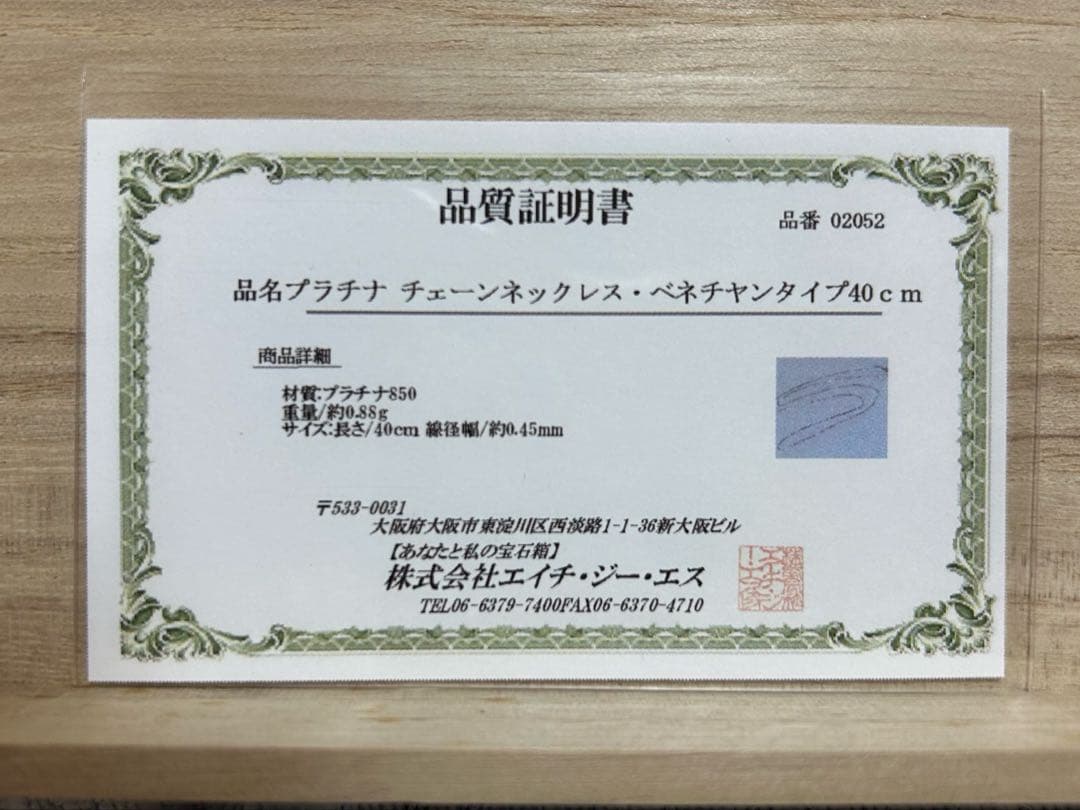 品質証明書
品番 02052
品名プラチナ チェーンネックレス・ベネチヤンタイプ40cm
商品詳細
材質:プラチナ850
重量/約0.88g
サイズ:長さ/40cm 線径幅/約0.45mm
〒533-0031
大阪府大阪市東淀川区西淡路1-1-36新大阪ビル
【あなたと私の宝石箱】
株式会社エイチ・ジー・エス
TEL06-6379-7400FAX06-6370-4710